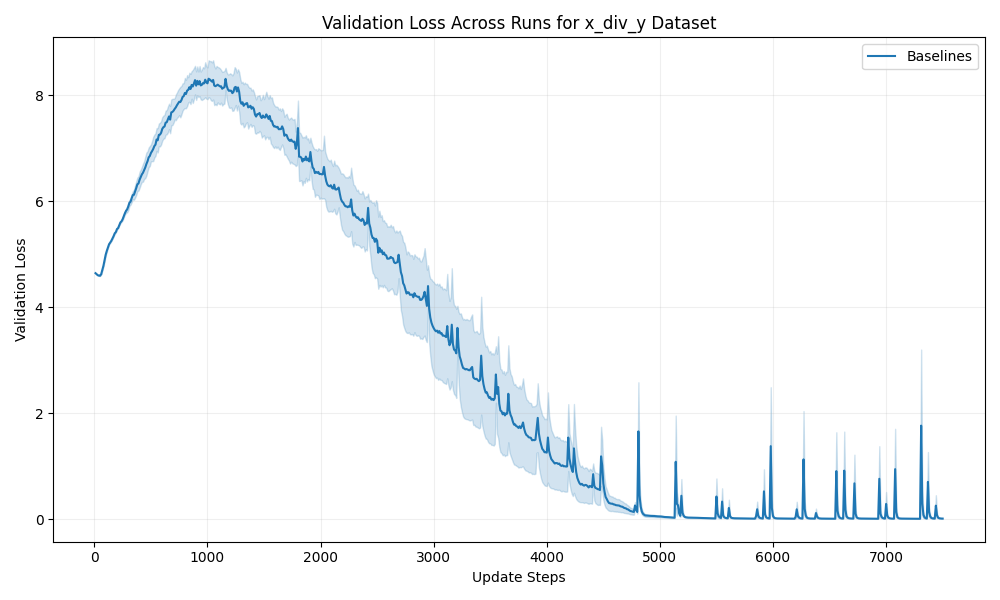 Validation Loss Across Runs for x_div_y Dataset
Baselines
Validation Loss
8
6
4
2
0
0 1000 2000 3000 4000 5000 6000 7000
Update Steps